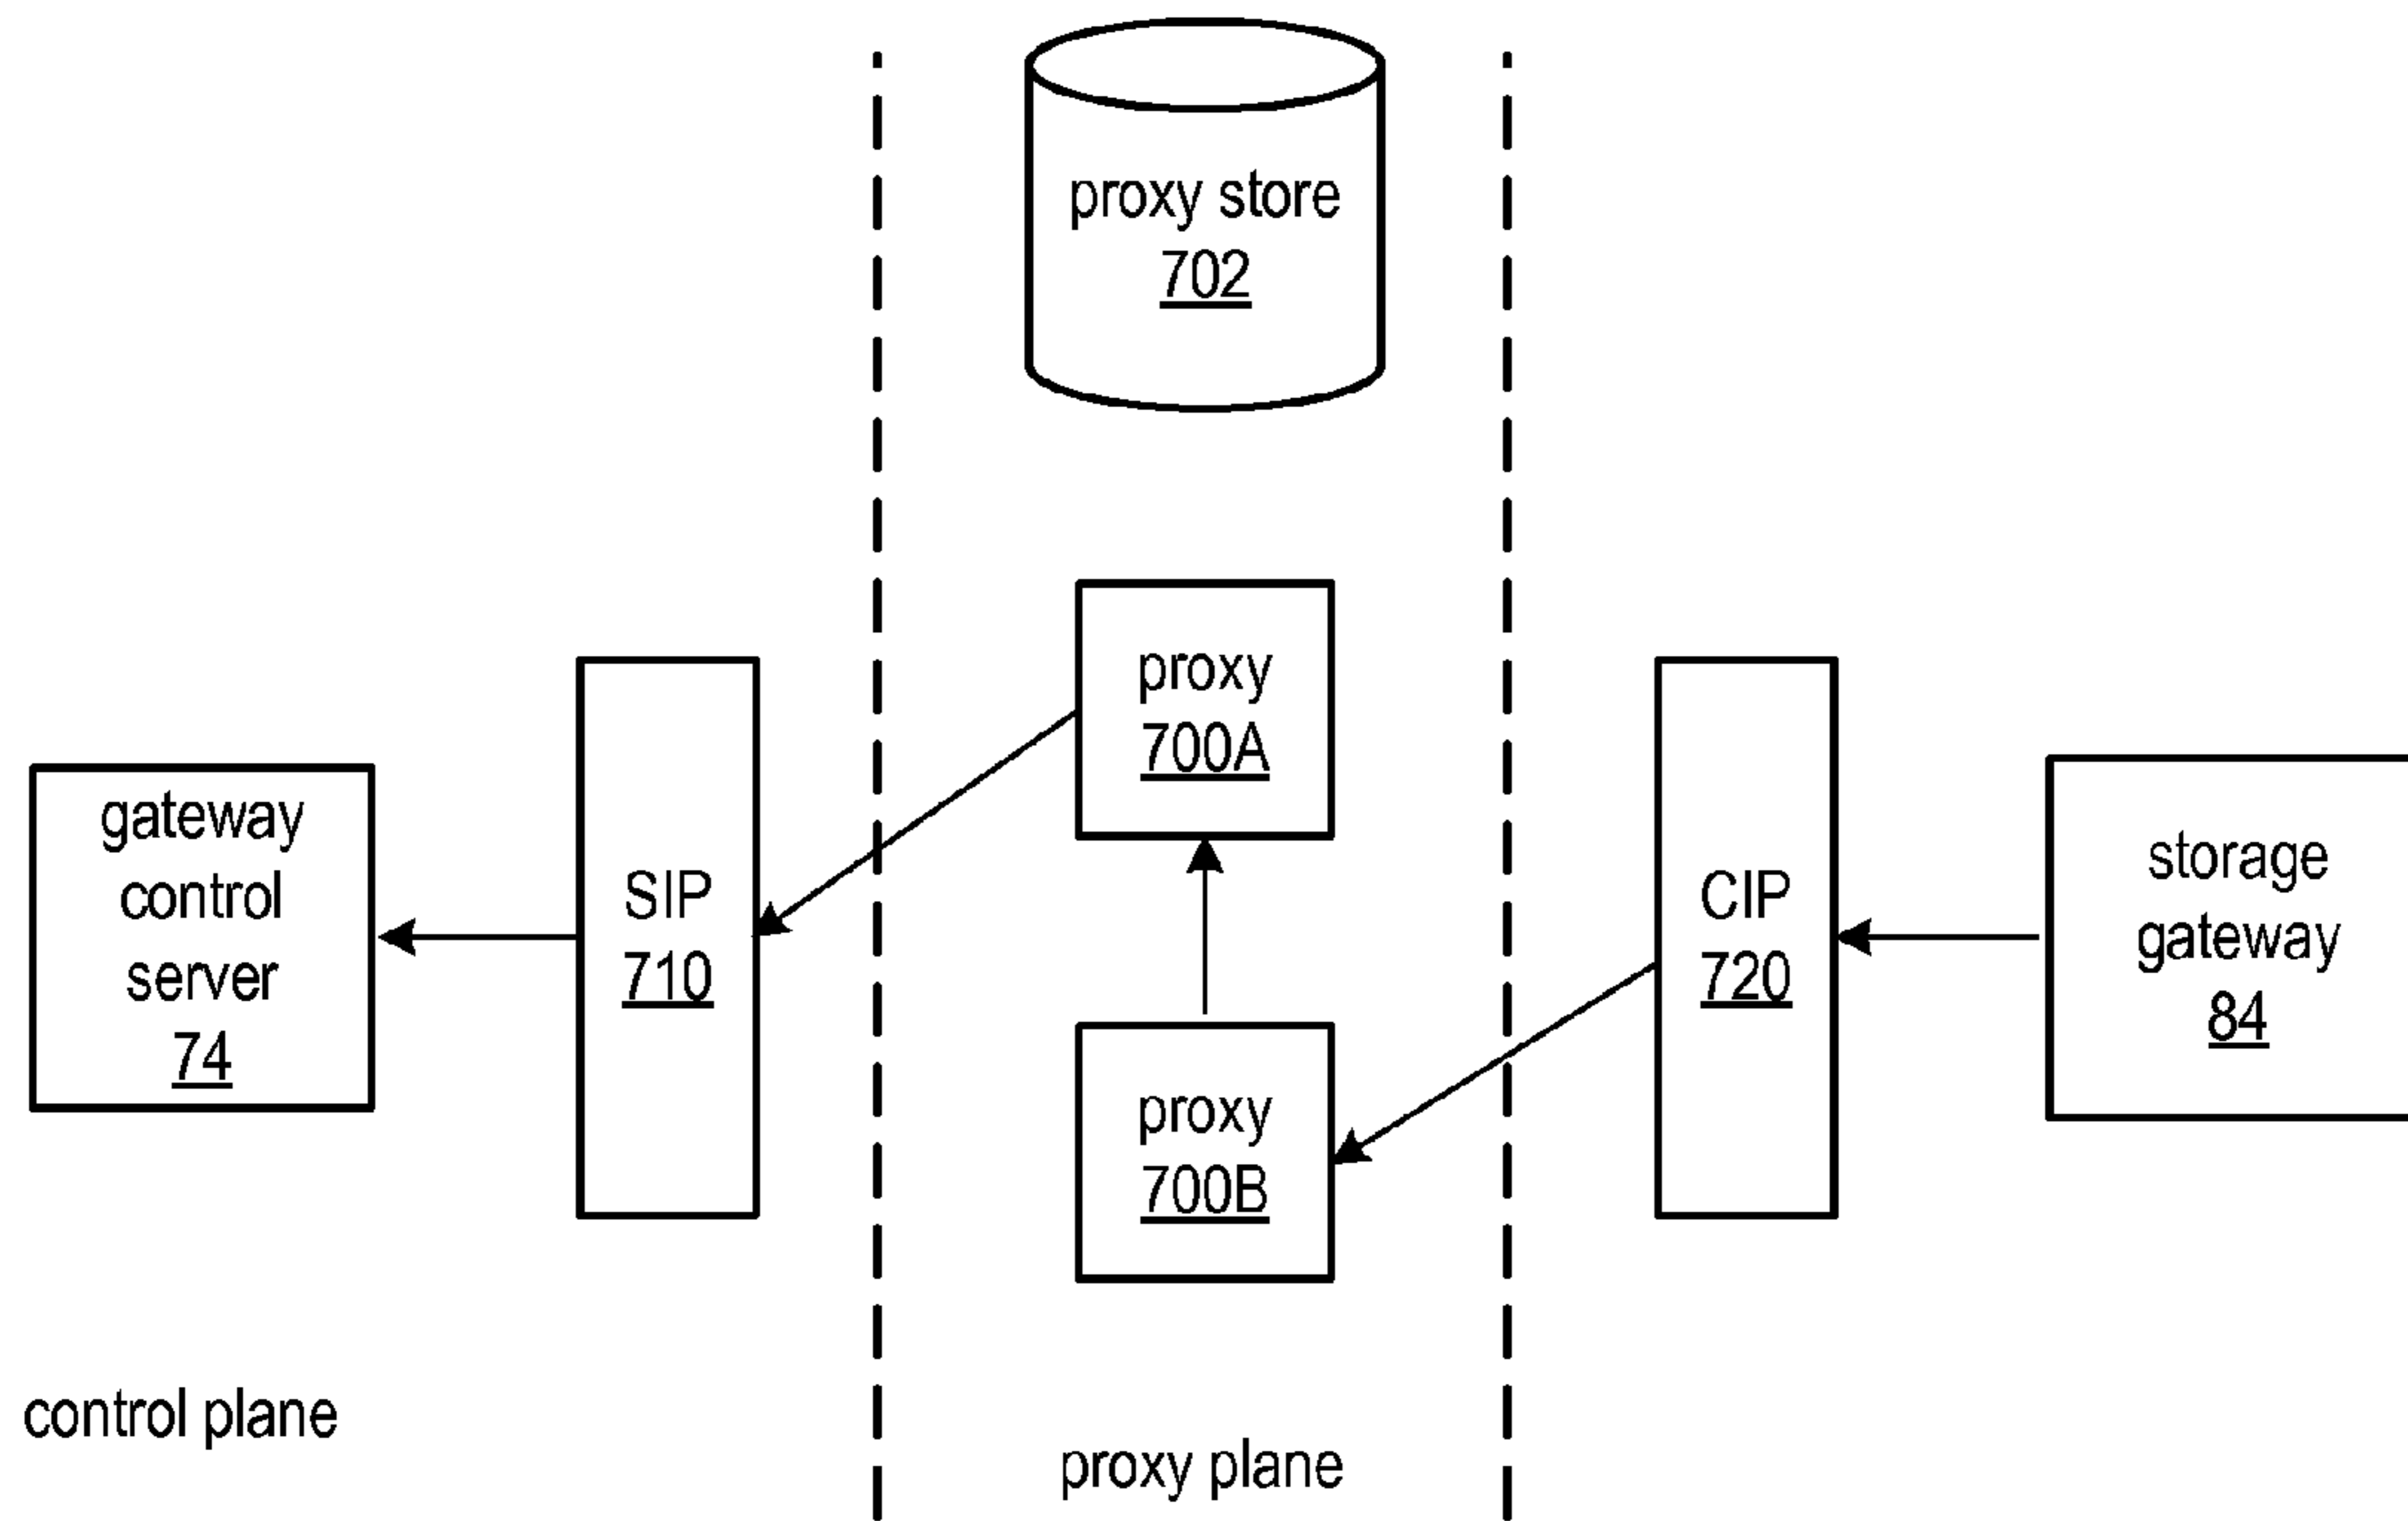 proxy store
702
proxy
700A
gateway
control
server
74
SIP
710
CIP
720
storage
gateway
84
proxy
700B
control plane
proxy plane